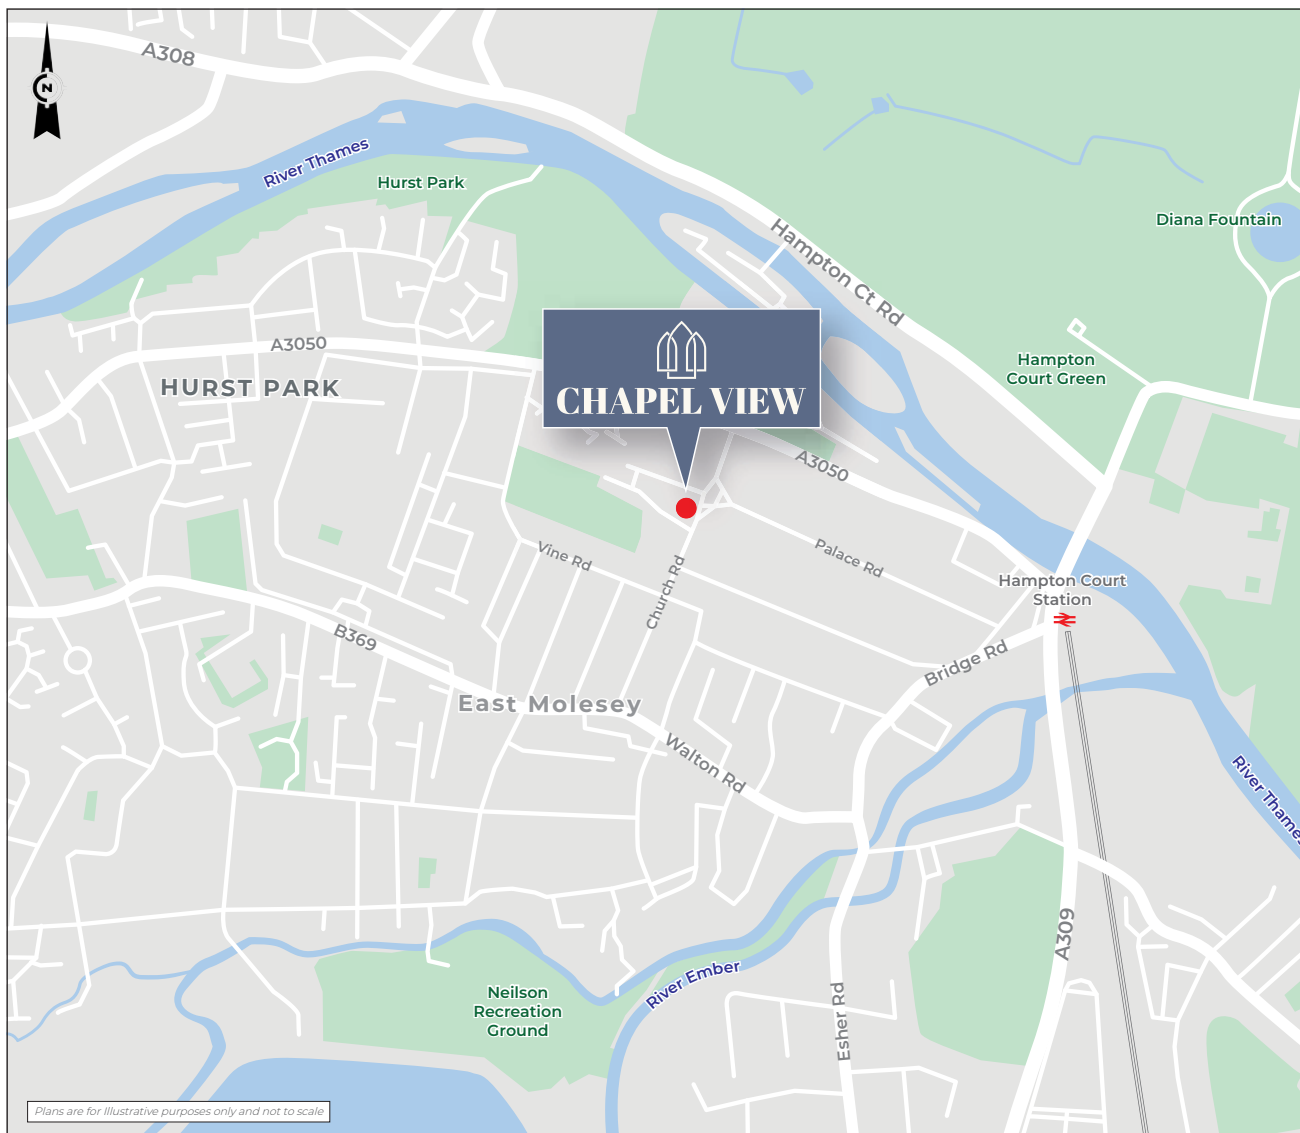 A308
N
River Thames
Hurst Park
Diana Fountain
Hampton Ct Rd
A3050
HURST PARK
Hampton
Court Green
CHAPEL VIEW
A3050
Vine Rd
Church Rd
Palace Rd
Hampton Court
Station
B369
Bridge Rd
East Molesey
Walton Rd
River Thames
A309
River Ember
Neilson
Recreation
Ground
Esher Rd
Plans are for Illustrative purposes only and not to scale